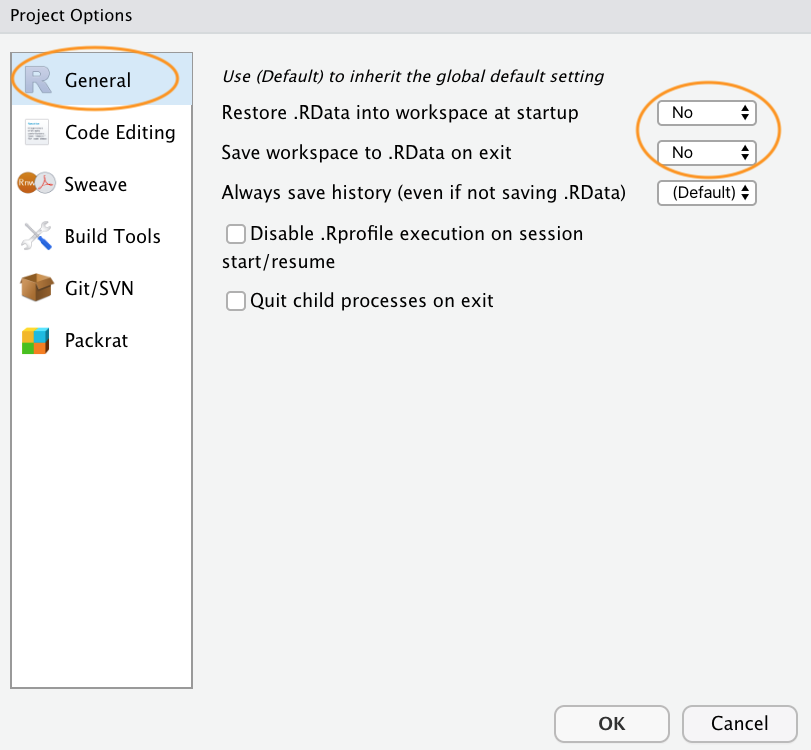 Project Options
General
Code Editing
Sweave
Build Tools
Git/SVN
Packrat
Use (Default) to inherit the global default setting
Restore .RData into workspace at startup No
Save workspace to .RData on exit No
Always save history (even if not saving .RData) (Default)
Disable .Rprofile execution on session
start/resume
Quit child processes on exit
OK Cancel